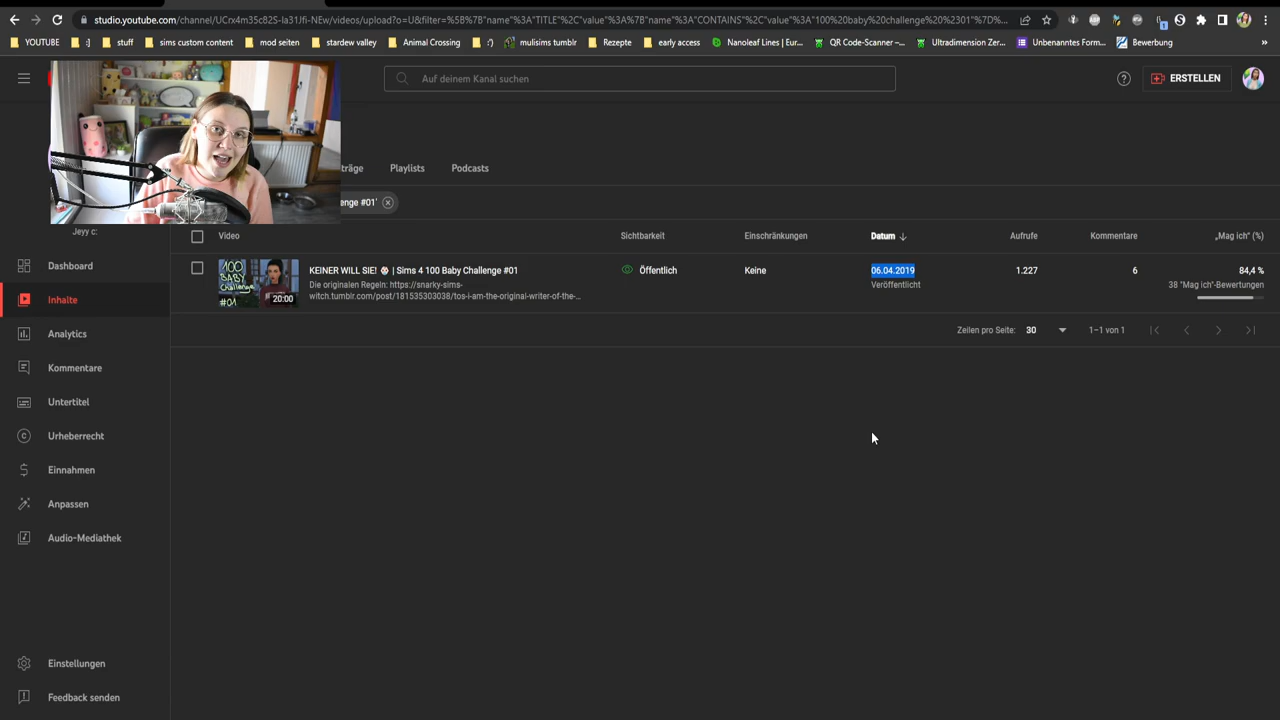 studio.youtube.com/channel/UCrx4m35c82S-Ia31Jfi-NEw/videos/upload?o=U&filter=%5B%7B"name"%3A"TITLE"%2C"value"%3A%7B"name"%3A"CONTAINS"%2C"value"%3A"100%20baby%20challenge%20%2301"%7D%...
YOUTUBE :] stuff sims custom content mod seiten stardew valley Animal Crossing :) mulisims tumblr Rezepte early access Nanoleaf Lines | Eur... QR Code-Scanner –... Ultradimension Zer... Unbenanntes Form... Bewerbung »
Auf deinem Kanal suchen
ERSTELLEN
träge Playlists Podcasts
enge #01'
Jeyy c:
Video Sichtbarkeit Einschränkungen Datum Aufrufe Kommentare „Mag ich" (%)
100 BABY Challenge #01
20:00
KEINER WILL SIE! 👶 | Sims 4 100 Baby Challenge #01 Öffentlich Keine 06.04.2019 1.227 6 84,4 %
Die originalen Regeln: https://snarky-sims- Veröffentlicht 38 "Mag ich"-Bewertungen
witch.tumblr.com/post/181535303038/tos-i-am-the-original-writer-of-the-...
Dashboard
Inhalte
Zeilen pro Seite: 30 1–1 von 1
Analytics
Kommentare
Untertitel
Urheberrecht
Einnahmen
Anpassen
Audio-Mediathek
Einstellungen
Feedback senden